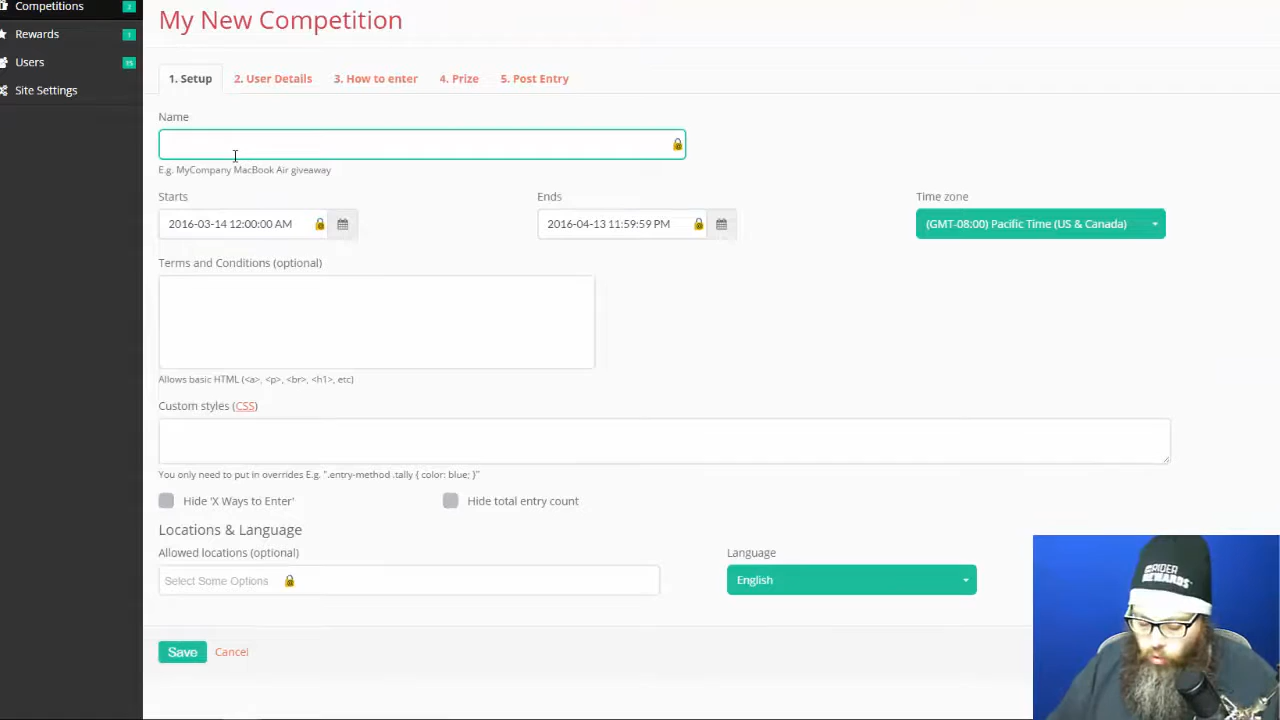 Competitions 2
My New Competition
Rewards 1
Users 15
Site Settings
1. Setup 2. User Details 3. How to enter 4. Prize 5. Post Entry
Name
E.g. MyCompany MacBook Air giveaway
Starts Ends Time zone
2016-03-14 12:00:00 AM 2016-04-13 11:59:59 PM (GMT-08:00) Pacific Time (US & Canada)
Terms and Conditions (optional)
Allows basic HTML (<a>, <p>, <br>, <h1>, etc)
Custom styles (CSS)
You only need to put in overrides E.g. ".entry-method .tally { color: blue; }"
Hide 'X Ways to Enter' Hide total entry count
Locations & Language
Allowed locations (optional) Language
Select Some Options English
RIDER
REWARDS
Save Cancel